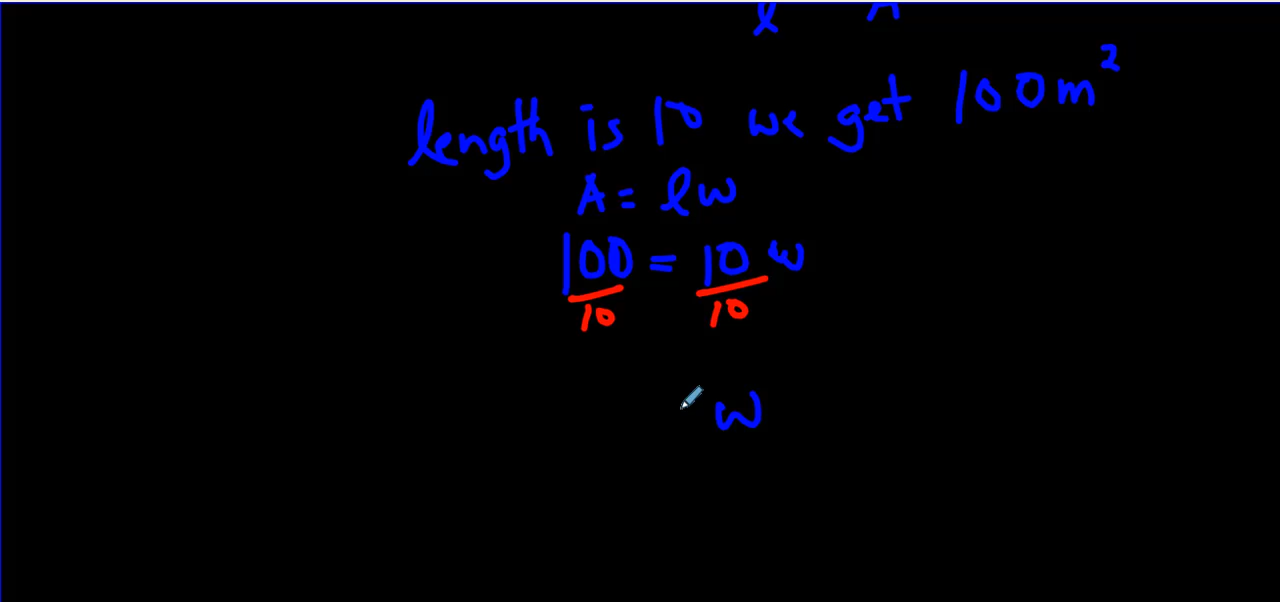 l A
length is 10 we get 100m²
A = lw
100 = 10 w
10 10
w